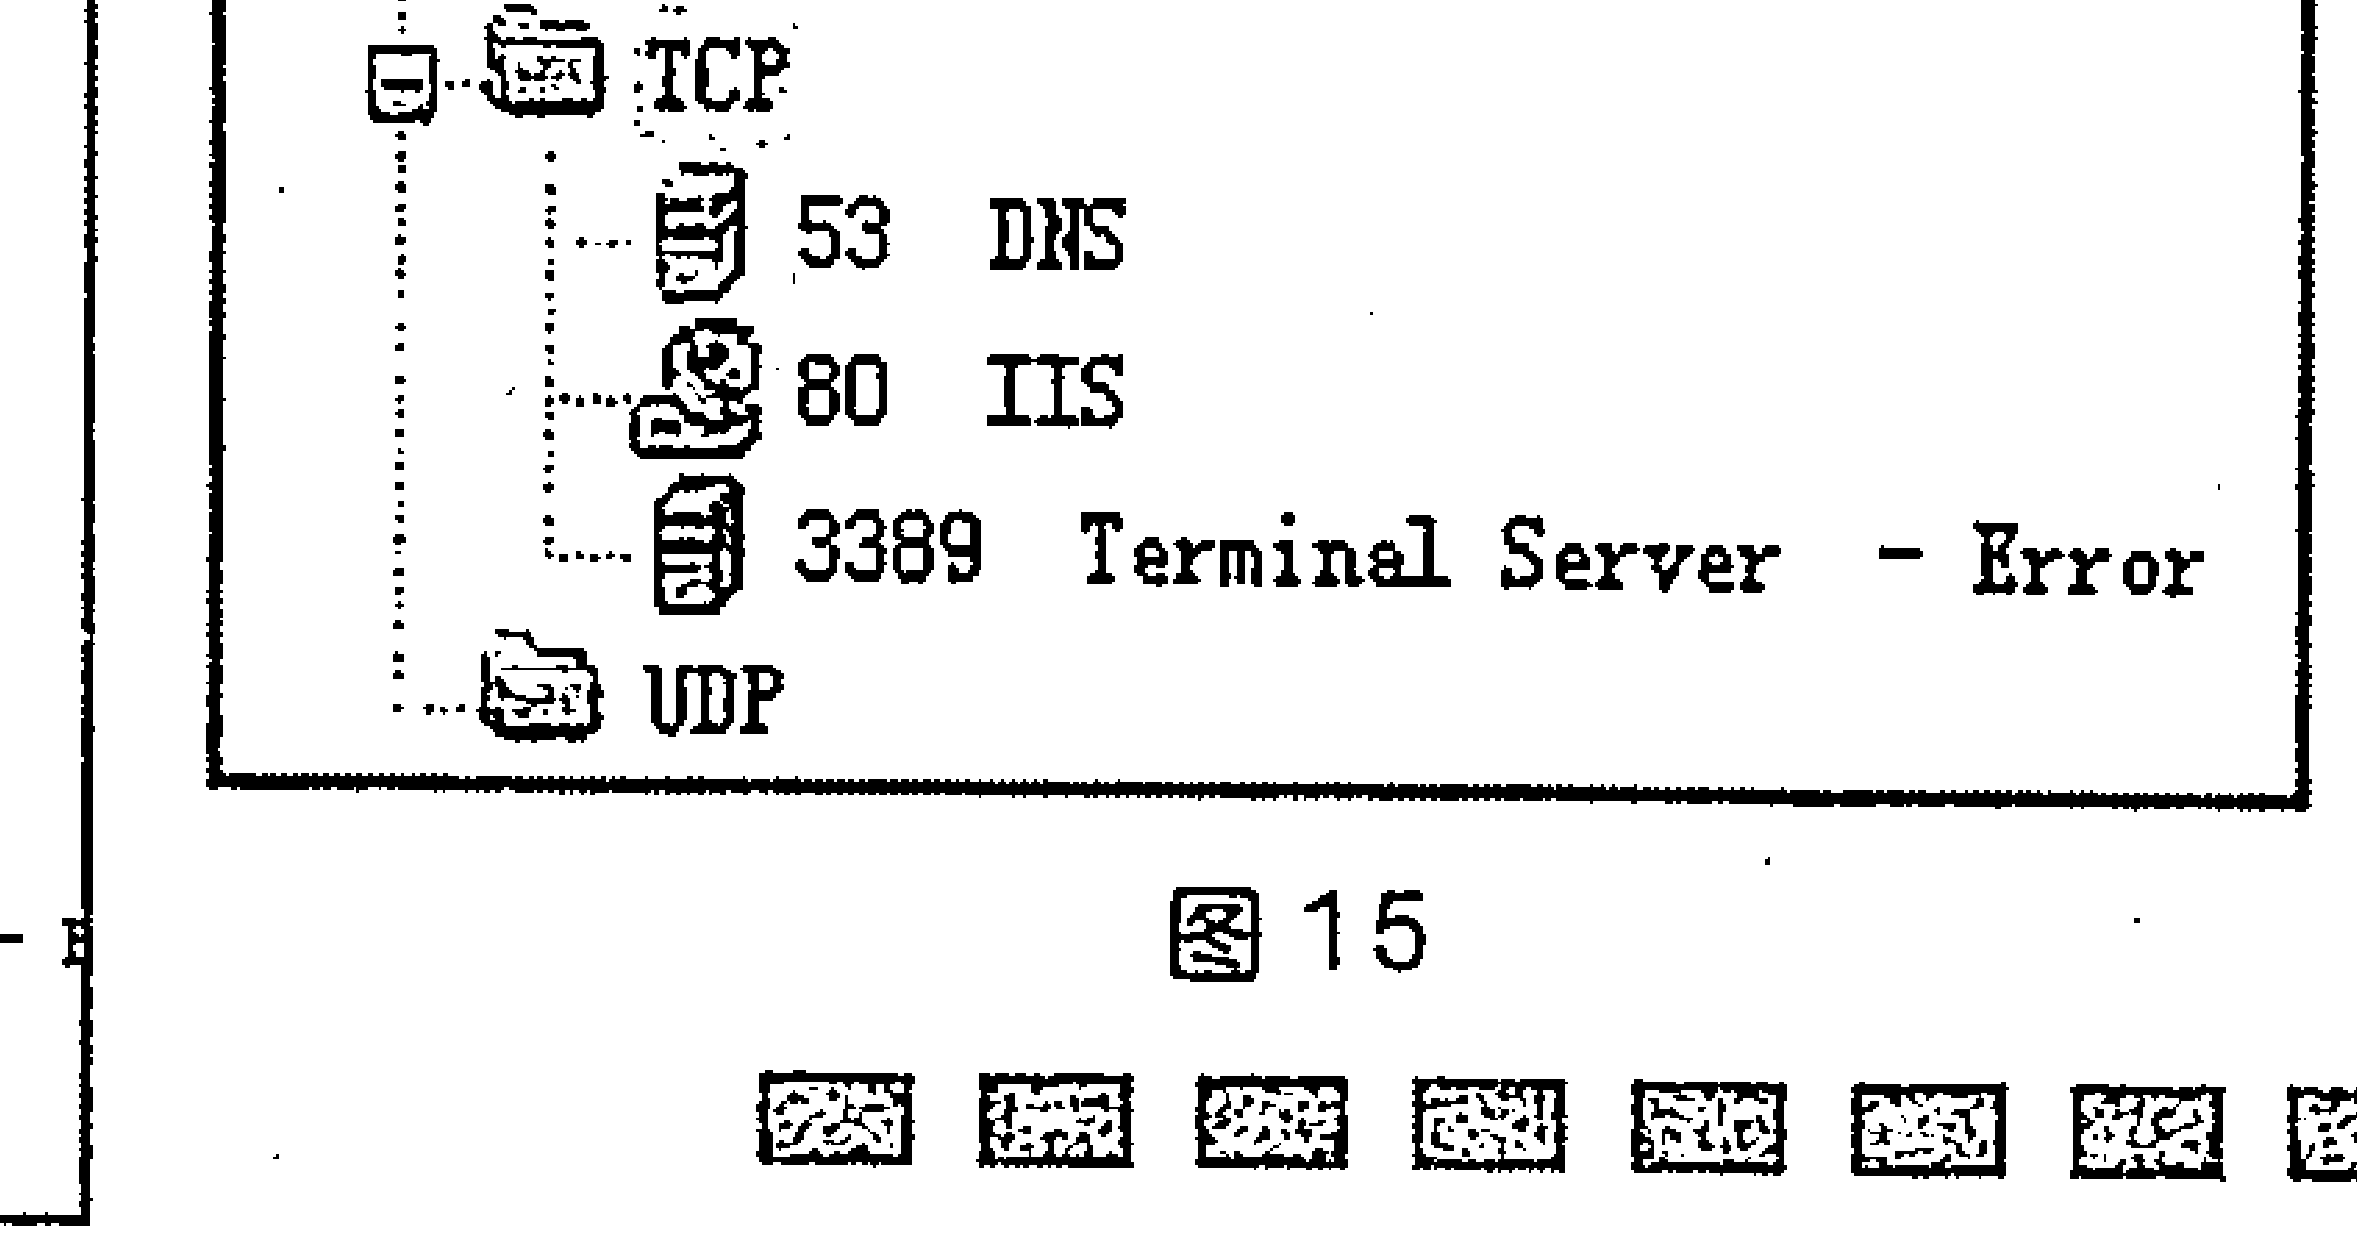 TCP
53 DNS
80 IIS
3389 Terminal Server - Error
UDP
图 15